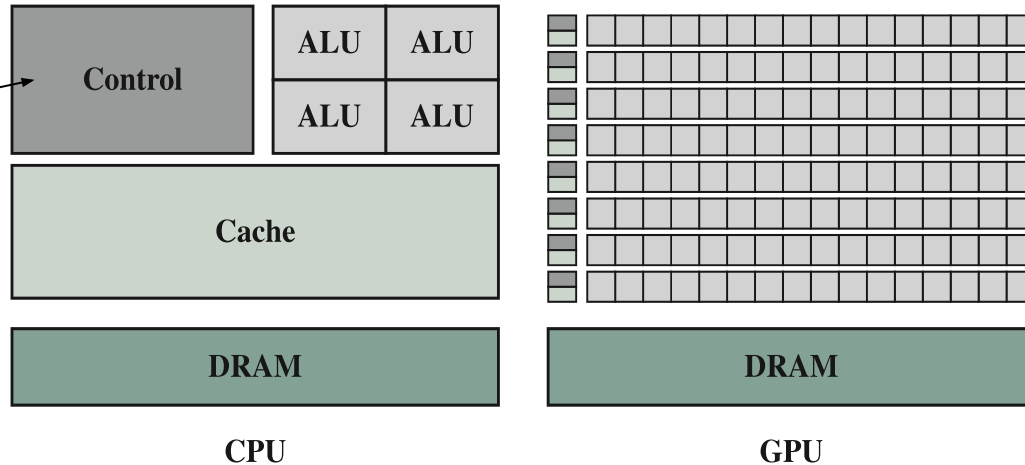 Control
ALU ALU
ALU ALU
Cache
DRAM
CPU
DRAM
GPU